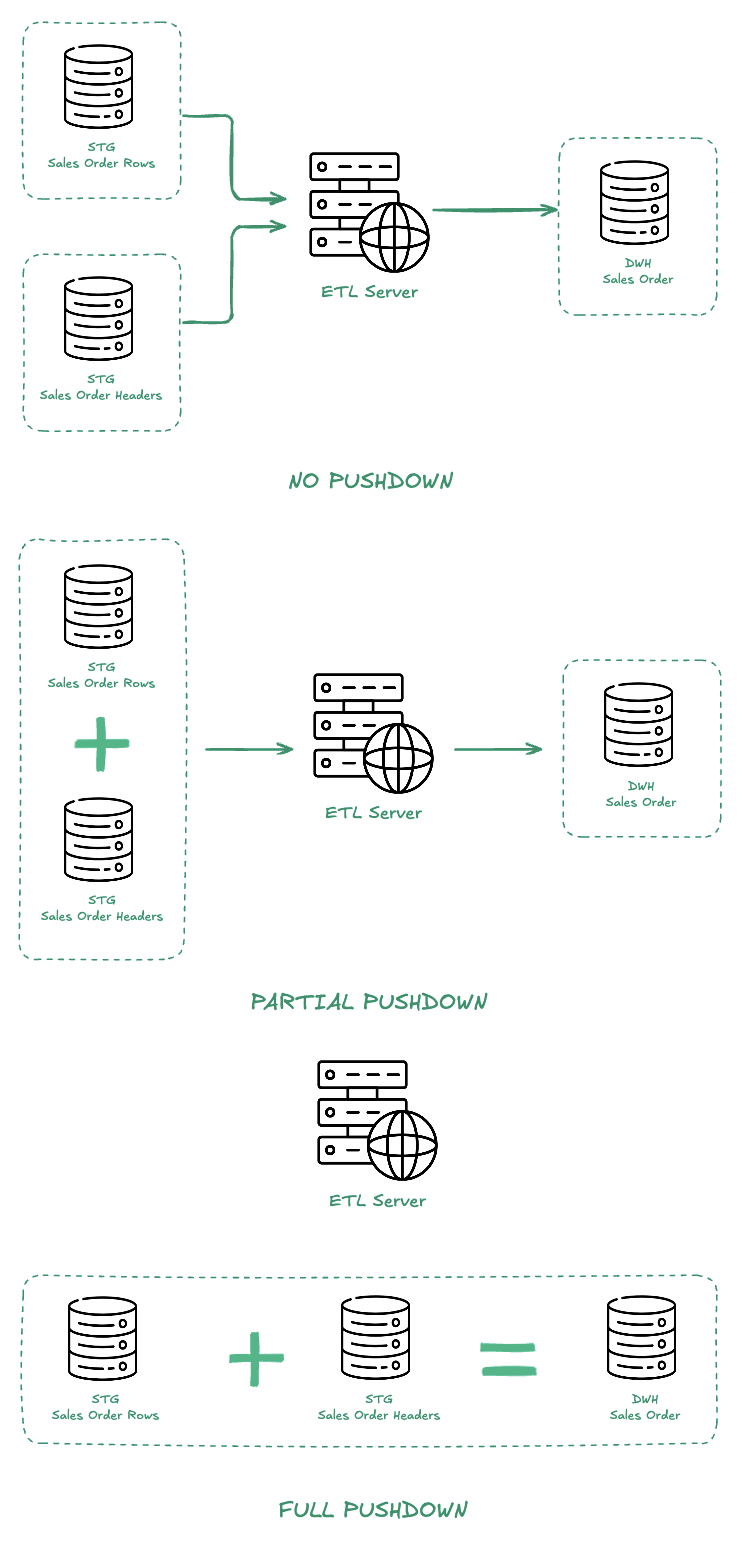 STG
Sales Order Rows
ETL Server
DWH
Sales Order
STG
Sales Order Headers
NO PUSHDOWN
STG
Sales Order Rows
ETL Server
DWH
Sales Order
STG
Sales Order Headers
PARTIAL PUSHDOWN
ETL Server
STG
Sales Order Rows
STG
Sales Order Headers
DWH
Sales Order
FULL PUSHDOWN